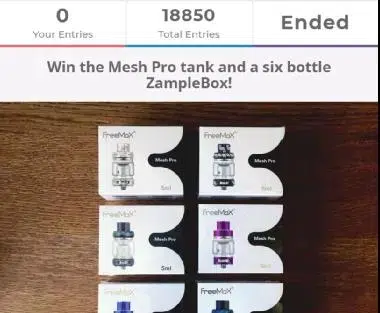 0
18850
Ended
Your Entries
Total Entries
Win the Mesh Pro tank and a six bottle
ZampleBox!
FreeMaX
FreeMaX
Mesh Pro
Mesh Pro
5ml
5ml
FreeMaX
FreeMaX
Mesh Pro
Mesh Pro
5ml
5ml
FreeMaX
FreeMaX